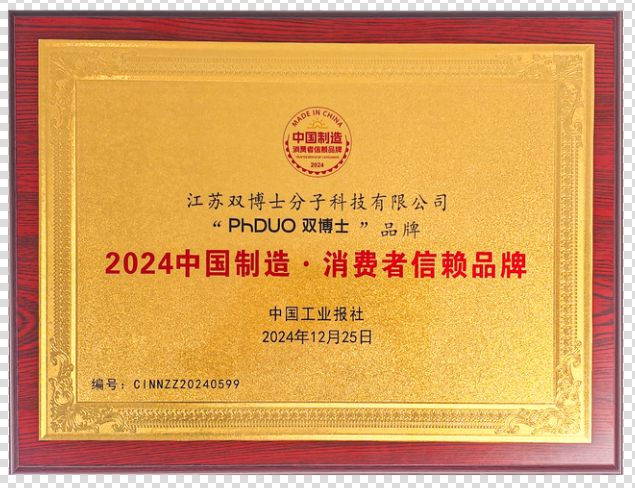 MADE IN CHINA
中国制造
消费者信赖品牌
2024
江苏双博士分子科技有限公司
“ PhDUO 双博士 ” 品牌
2024中国制造·消费者信赖品牌
中国工业报社
2024年12月25日
编号：CINNZZ20240599